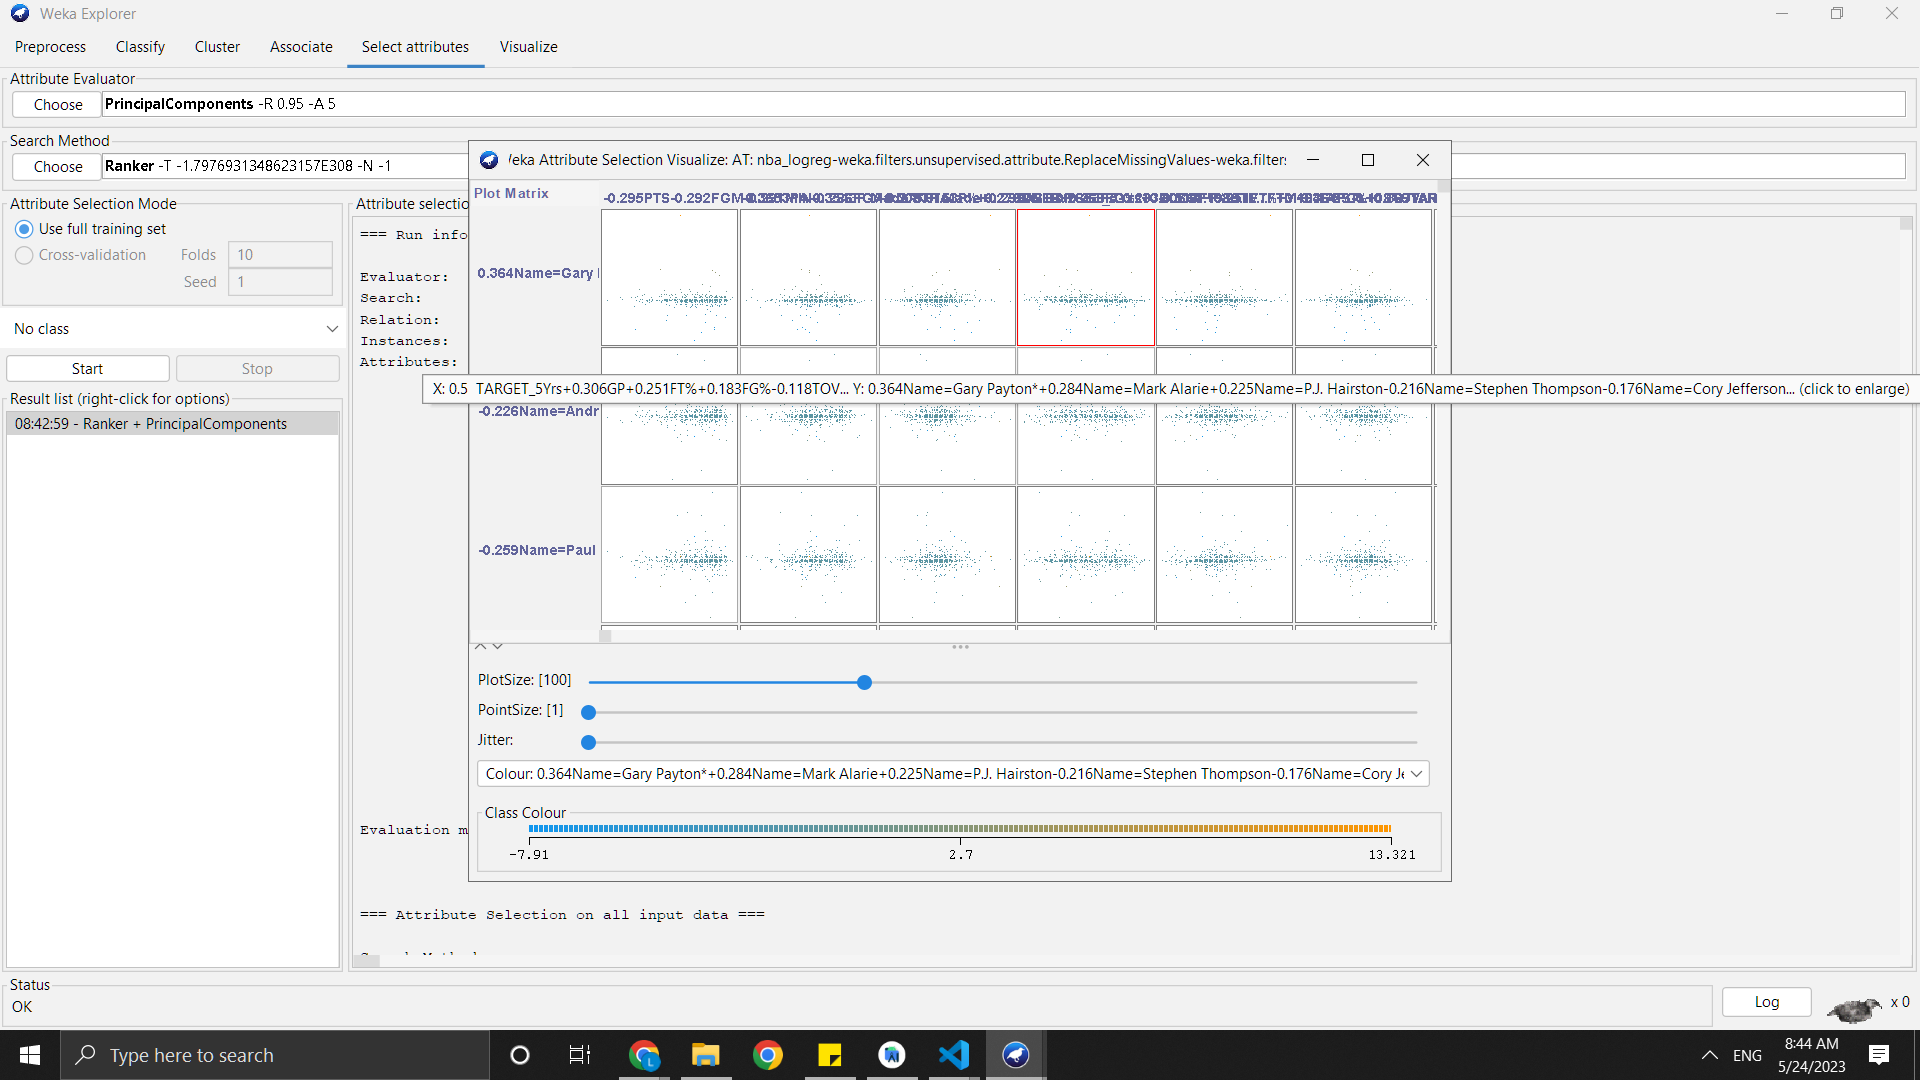 Weka Explorer
Preprocess Classify Cluster Associate Select attributes Visualize
Attribute Evaluator
Choose PrincipalComponents -R 0.95 -A 5
Search Method
Choose Ranker -T -1.7976931348623157E308 -N -1
Attribute Selection Mode
Use full training set
Cross-validation Folds 10
Seed 1
No class
Start Stop
Result list (right-click for options)
08:42:59 - Ranker + PrincipalComponents
Attribute selectio
=== Run info
Evaluator:
Search:
Relation:
Instances:
Attributes:
Evaluation m
=== Attribute Selection on all input data ===
Weka Attribute Selection Visualize: AT: nba_logreg-weka.filters.unsupervised.attribute.ReplaceMissingValues-weka.filters
Plot Matrix
-0.295PTS-0.292FGM
0.364Name=Gary
X: 0.5 TARGET_5Yrs+0.306GP+0.251FT%+0.183FG%-0.118TOV... Y: 0.364Name=Gary Payton*+0.284Name=Mark Alarie+0.225Name=P.J. Hairston-0.216Name=Stephen Thompson-0.176Name=Cory Jefferson... (click to enlarge)
-0.226Name=Andr
-0.259Name=Paul
PlotSize: [100]
PointSize: [1]
Jitter:
Colour: 0.364Name=Gary Payton*+0.284Name=Mark Alarie+0.225Name=P.J. Hairston-0.216Name=Stephen Thompson-0.176Name=Cory Je
Class Colour
-7.91 2.7 13.321
Status
OK
Log x 0
Type here to search
ENG
8:44 AM
5/24/2023